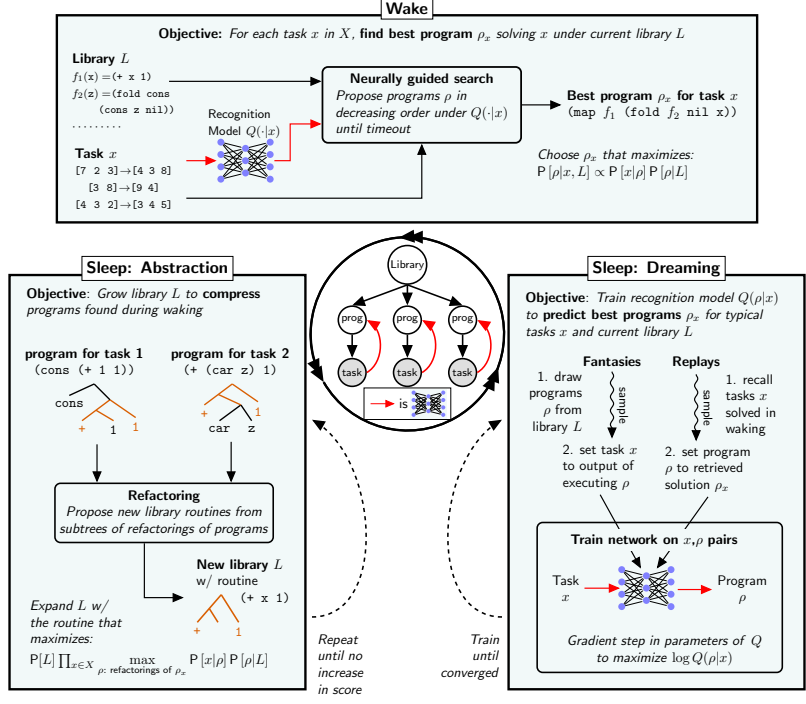 Wake
Objective: For each task x in X, find best program ρₓ solving x under current library L
Library L
f₁(x) =(+ x 1)
f₂(z) =(fold cons
(cons z nil))
.........
Recognition
Model Q(·|x)
Task x
[7 2 3]→[4 3 8]
[3 8]→[9 4]
[4 3 2]→[3 4 5]
Neurally guided search
Propose programs ρ in
decreasing order under Q(·|x)
until timeout
Best program ρₓ for task x
(map f₁ (fold f₂ nil x))
Choose ρₓ that maximizes:
P[ρ|x, L] ∝ P[x|ρ] P[ρ|L]
Library
prog prog prog
task task task
is
Sleep: Abstraction
Objective: Grow library L to compress
programs found during waking
program for task 1
(cons (+ 1 1))
cons
+ 1 1
program for task 2
(+ (car z) 1)
+ 1
car z
Refactoring
Propose new library routines from
subtrees of refactorings of programs
New library L
w/ routine
(+ x 1)
+ 1
Expand L w/
the routine that
maximizes:
P[L] ∏ₓ∈X max P[x|ρ] P[ρ|L]
ρ: refactorings of ρₓ
Repeat
until no
increase
in score
Train
until
converged
Sleep: Dreaming
Objective: Train recognition model Q(ρ|x)
to predict best programs ρₓ for typical
tasks x and current library L
Fantasies
1. draw
programs
ρ from
library L
sample
2. set task x
to output of
executing ρ
Replays
sample
1. recall
tasks x
solved in
waking
2. set program
ρ to retrieved
solution ρₓ
Train network on x,ρ pairs
Task
x
Program
ρ
Gradient step in parameters of Q
to maximize log Q(ρ|x)